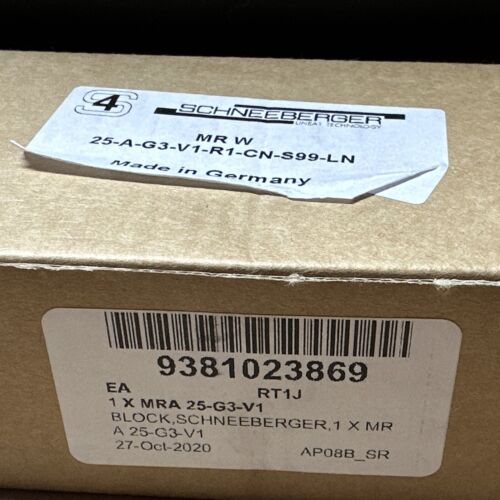 S4
SCHNEEBERGER
LINEAR TECHNOLOGY
MR W
25-A-G3-V1-R1-CN-S99-LN
Made in Germany
9381023869
EA RT1J
1 X MRA 25-G3-V1
BLOCK,SCHNEEBERGER,1 X MR
A 25-G3-V1
27-Oct-2020 AP08B_SR